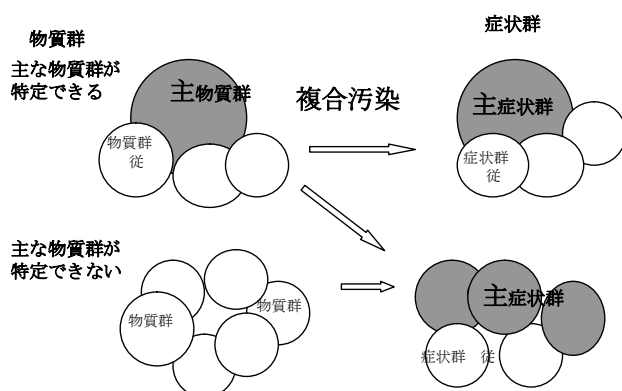 物質群
症状群
主な物質群が
特定できる
主物質群
複合汚染
主症状群
物質群
従
症状群
従
主な物質群が
特定できない
物質群
物質群
主症状群
症状群 従